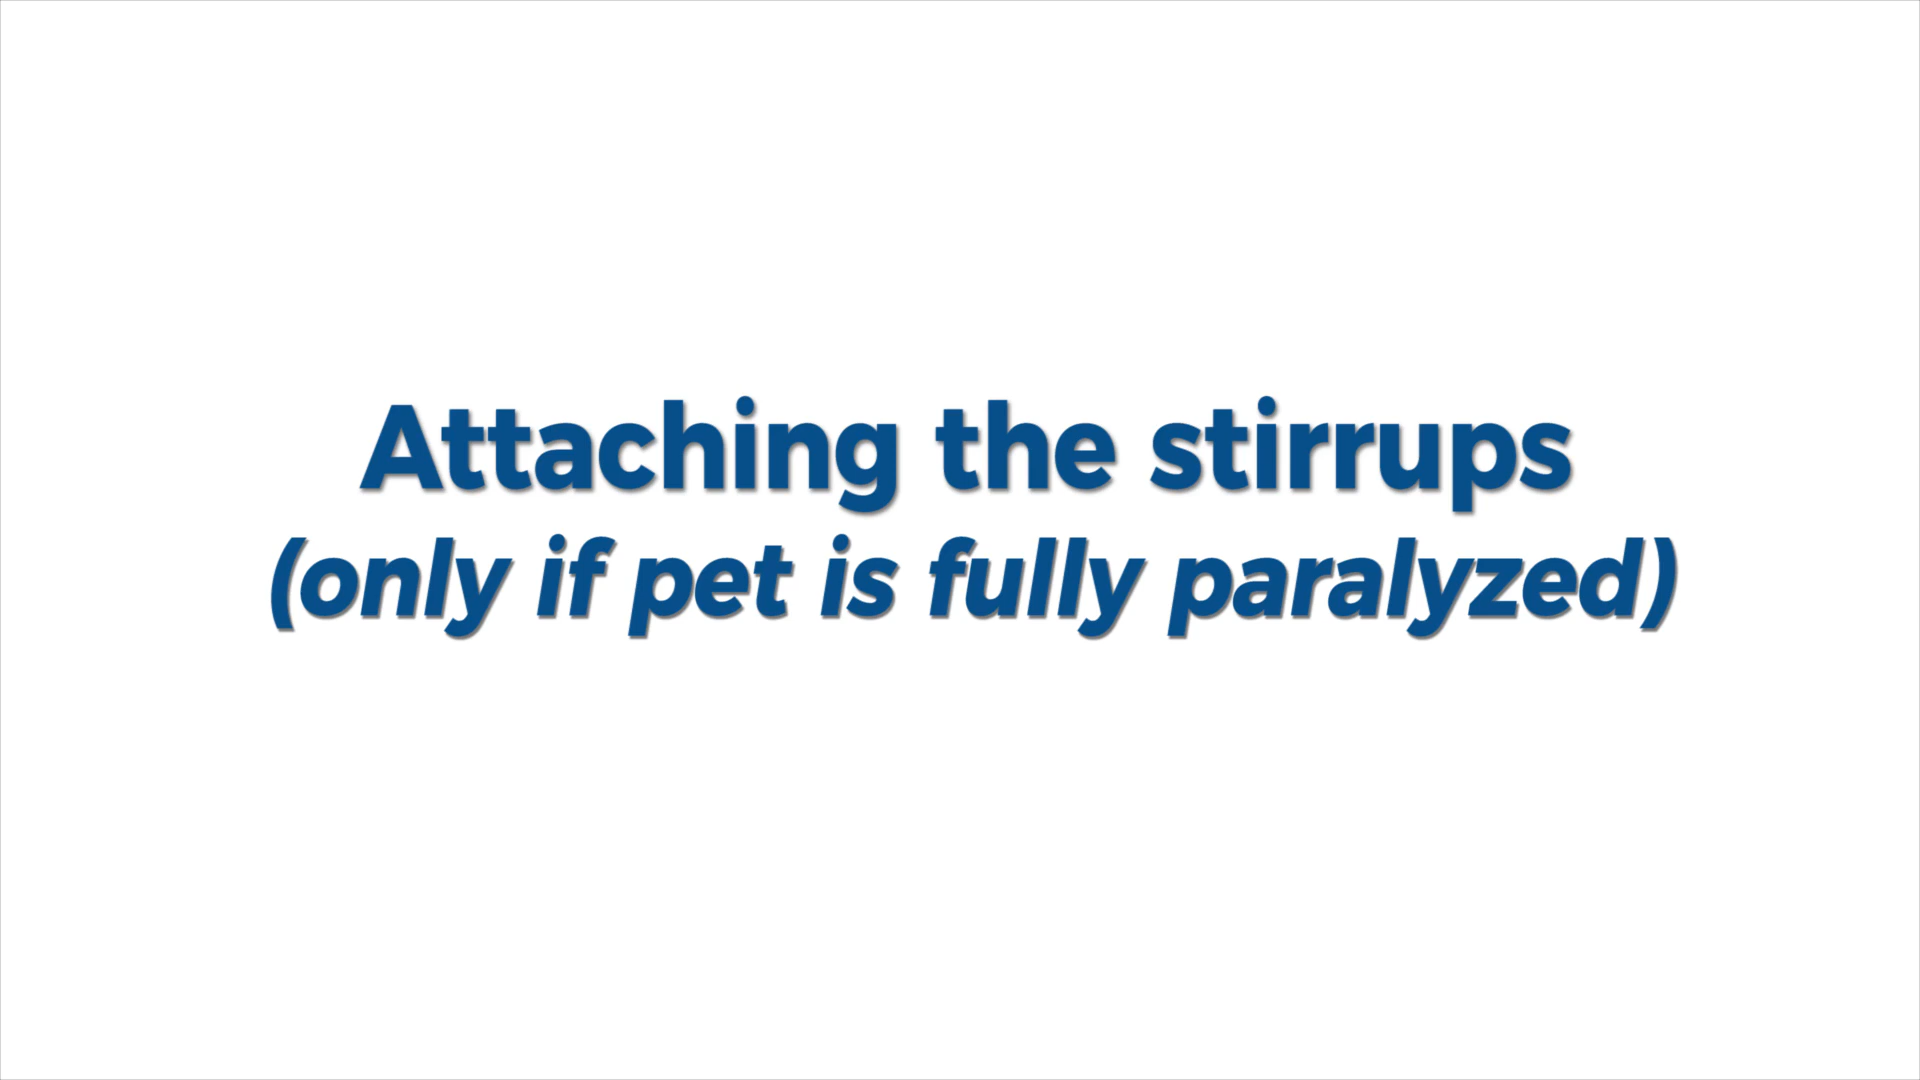 Attaching the stirrups
(only if pet is fully paralyzed)